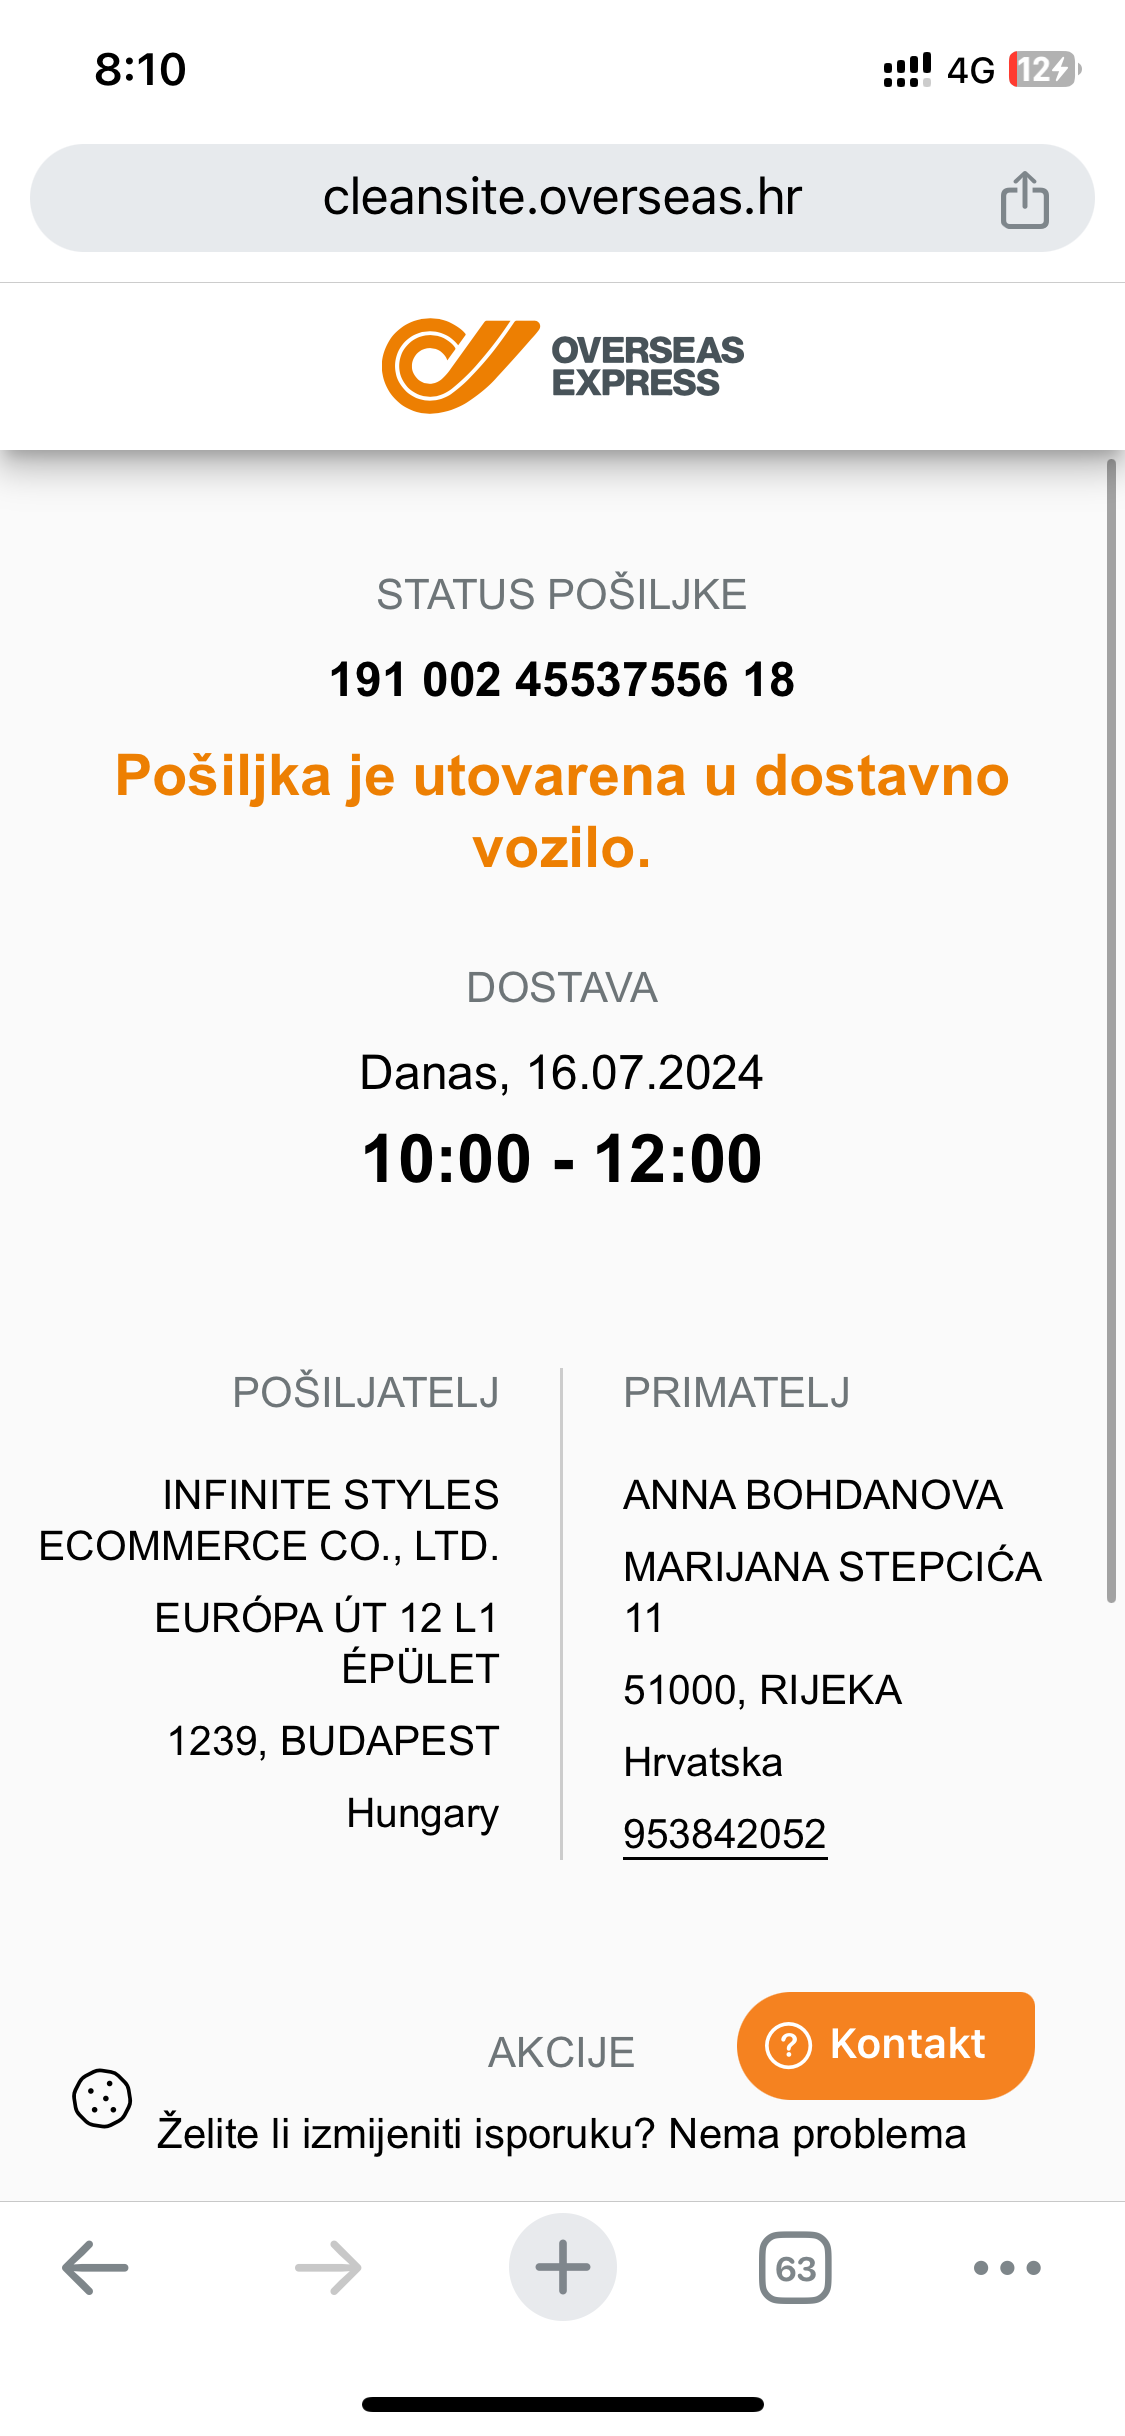 8:10
4G
12
cleansite.overseas.hr
OVERSEAS
EXPRESS
STATUS POŠILJKE
191 002 45537556 18
Pošiljka je utovarena u dostavno
vozilo.
DOSTAVA
Danas, 16.07.2024
10:00 - 12:00
POŠILJATELJ
INFINITE STYLES
ECOMMERCE CO., LTD.
EURÓPA ÚT 12 L1
ÉPÜLET
1239, BUDAPEST
Hungary
PRIMATELJ
ANNA BOHDANOVA
MARIJANA STEPCIĆA
11
51000, RIJEKA
Hrvatska
953842052
AKCIJE
? Kontakt
Želite li izmijeniti isporuku? Nema problema
63